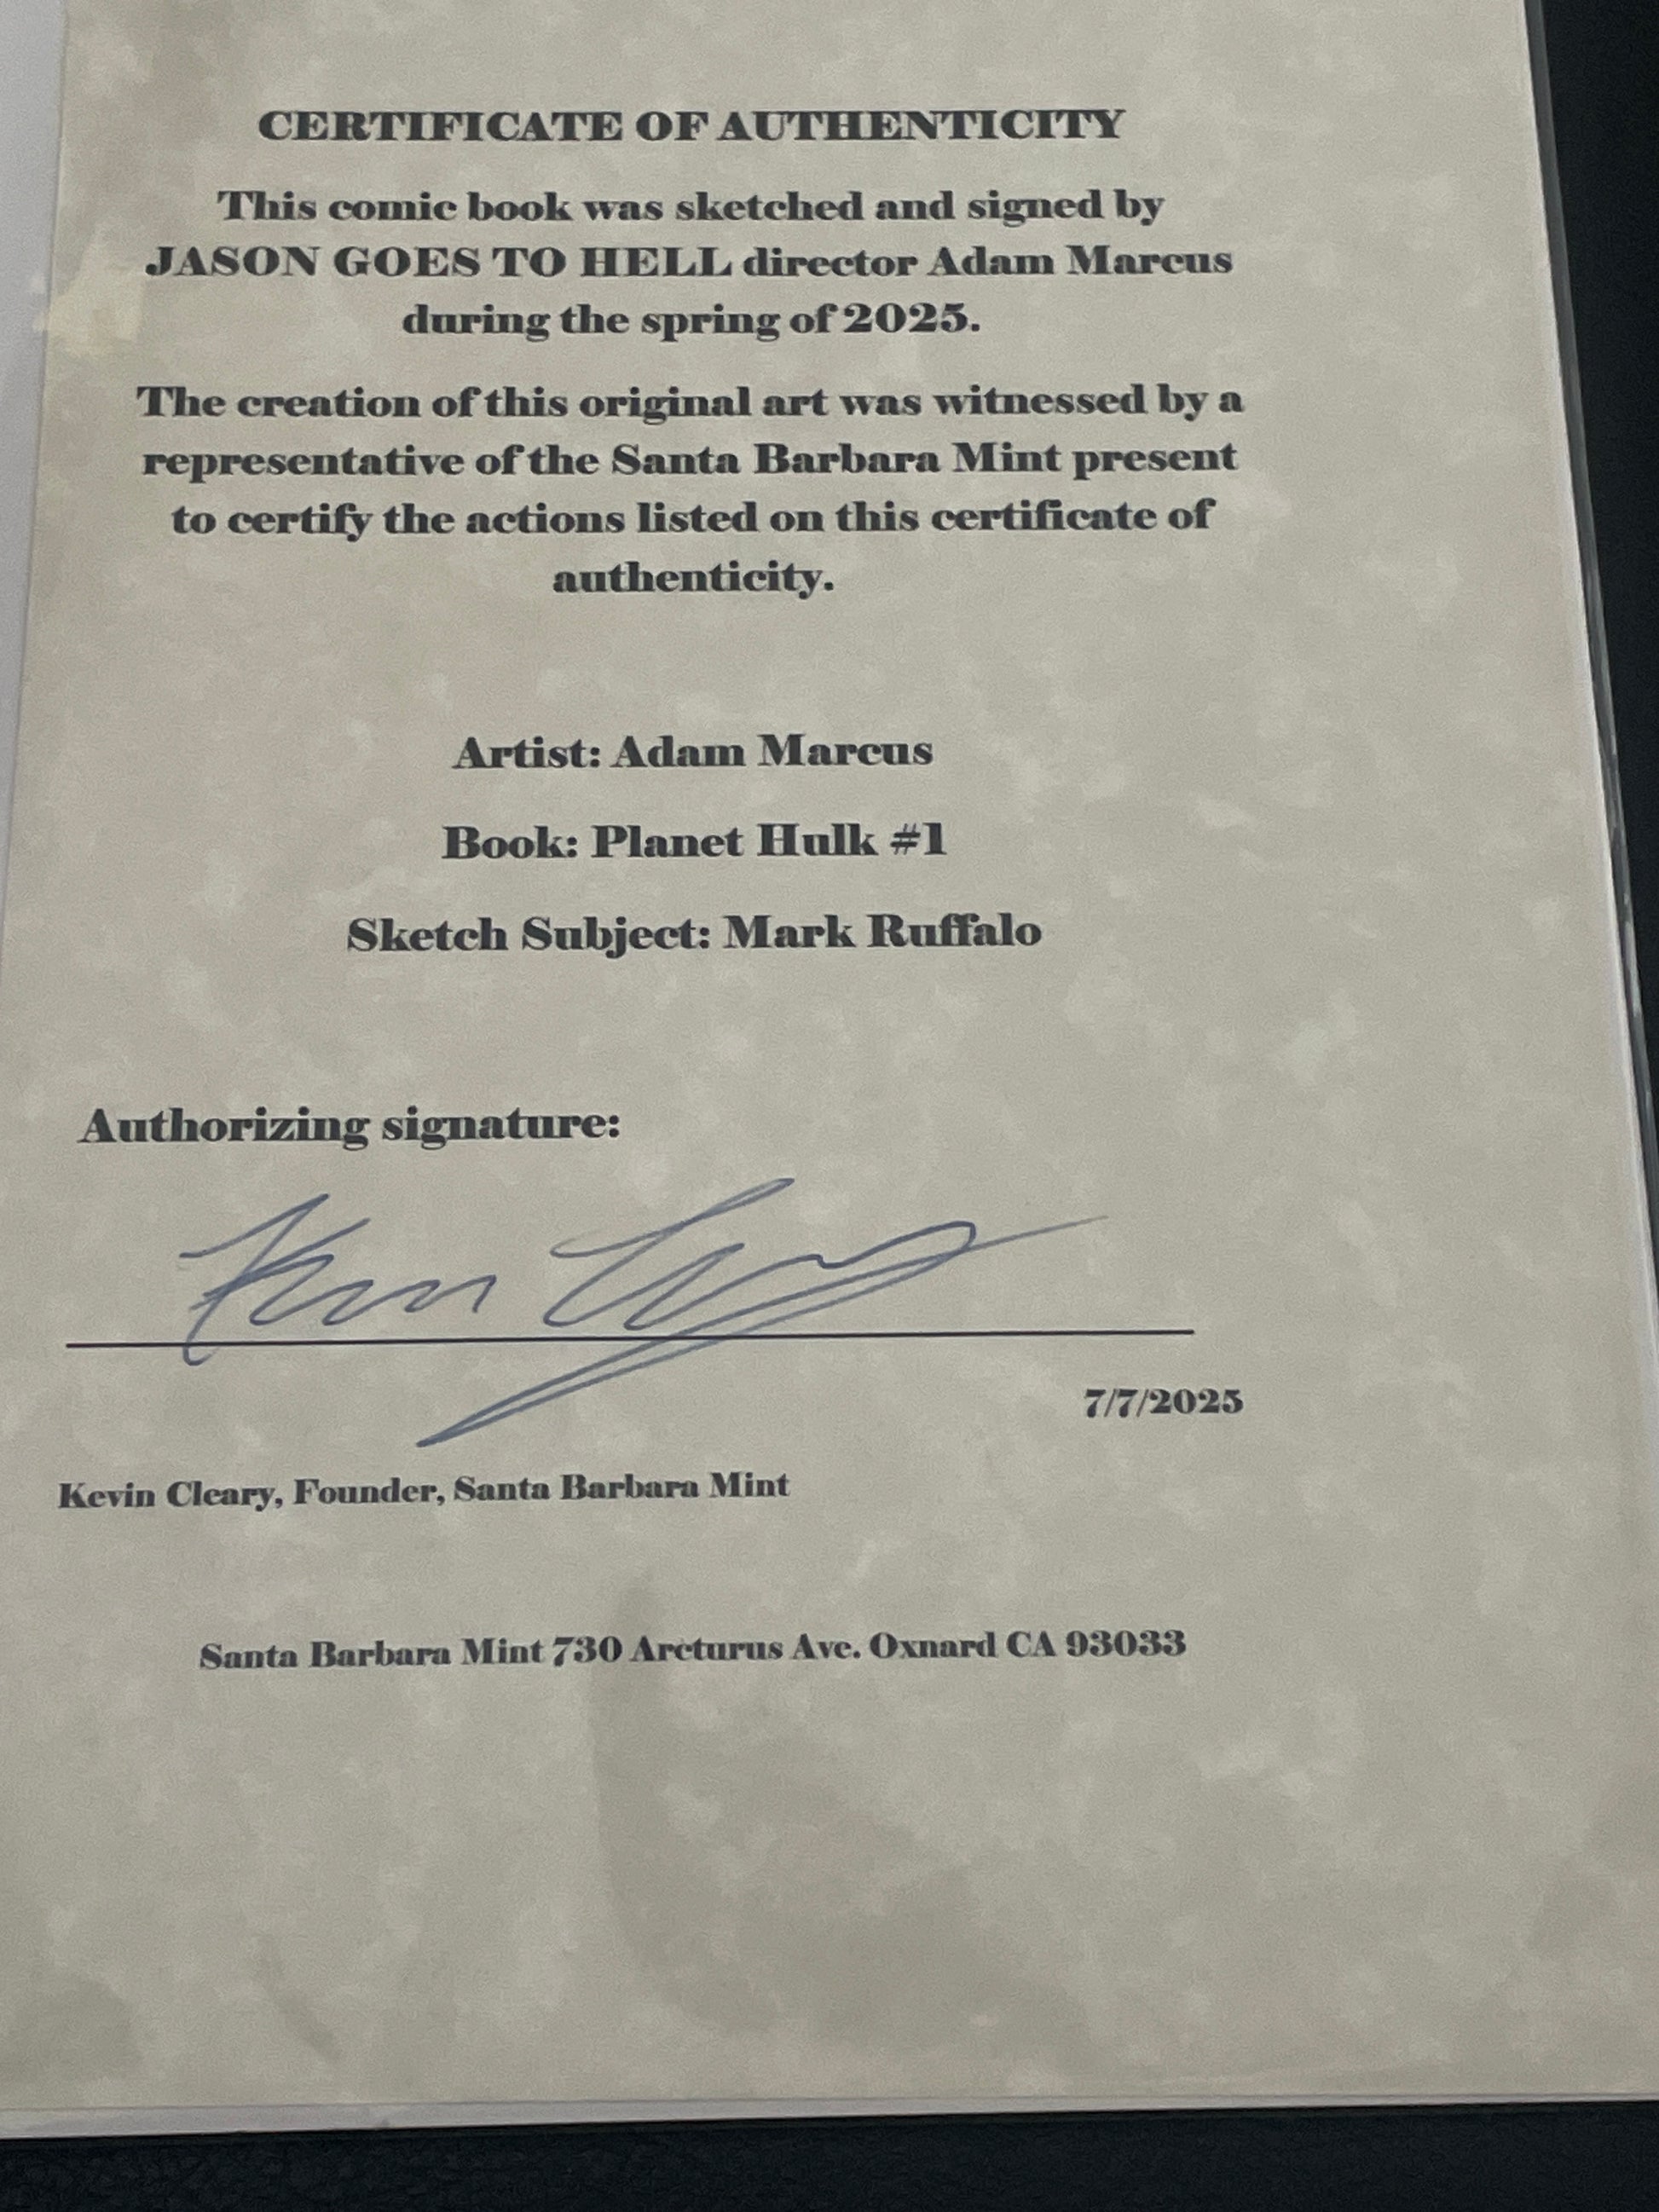 CERTIFICATE OF AUTHENTICITY
This comic book was sketched and signed by
JASON GOES TO HELL director Adam Marcus
during the spring of 2025.
The creation of this original art was witnessed by a
representative of the Santa Barbara Mint present
to certify the actions listed on this certificate of
authenticity.
Artist: Adam Marcus
Book: Planet Hulk #1
Sketch Subject: Mark Ruffalo
Authorizing signature:
7/7/2025
Kevin Cleary, Founder, Santa Barbara Mint
Santa Barbara Mint 730 Arcturus Ave. Oxnard CA 93033